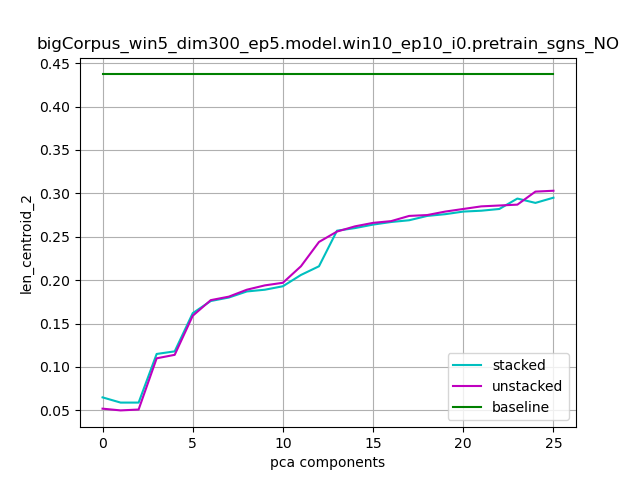 bigCorpus_win5_dim300_ep5.model.win10_ep10_i0.pretrain_sgns_NO
0.45
0.40
0.35
0.30
0.25
0.20
0.15
0.10
0.05
len_centroid_2
stacked
unstacked
baseline
0 5 10 15 20 25
pca components